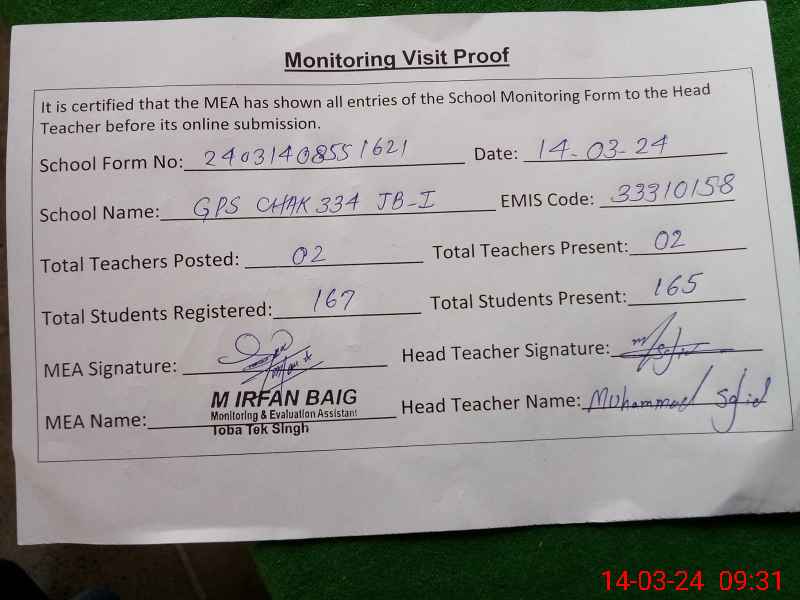 Monitoring Visit Proof
It is certified that the MEA has shown all entries of the School Monitoring Form to the Head
Teacher before its online submission.
School Form No: 24031408551621 Date: 14-03-24
School Name: GPS CHAK 334 JB-I EMIS Code: 33310158
Total Teachers Posted: 02 Total Teachers Present: 02
Total Students Registered: 167 Total Students Present: 165
MEA Signature: Head Teacher Signature:
MEA Name: M IRFAN BAIG Head Teacher Name: Muhammad Sajid
Monitoring & Evaluation Assistant
Toba Tek Singh
14-03-24 09:31